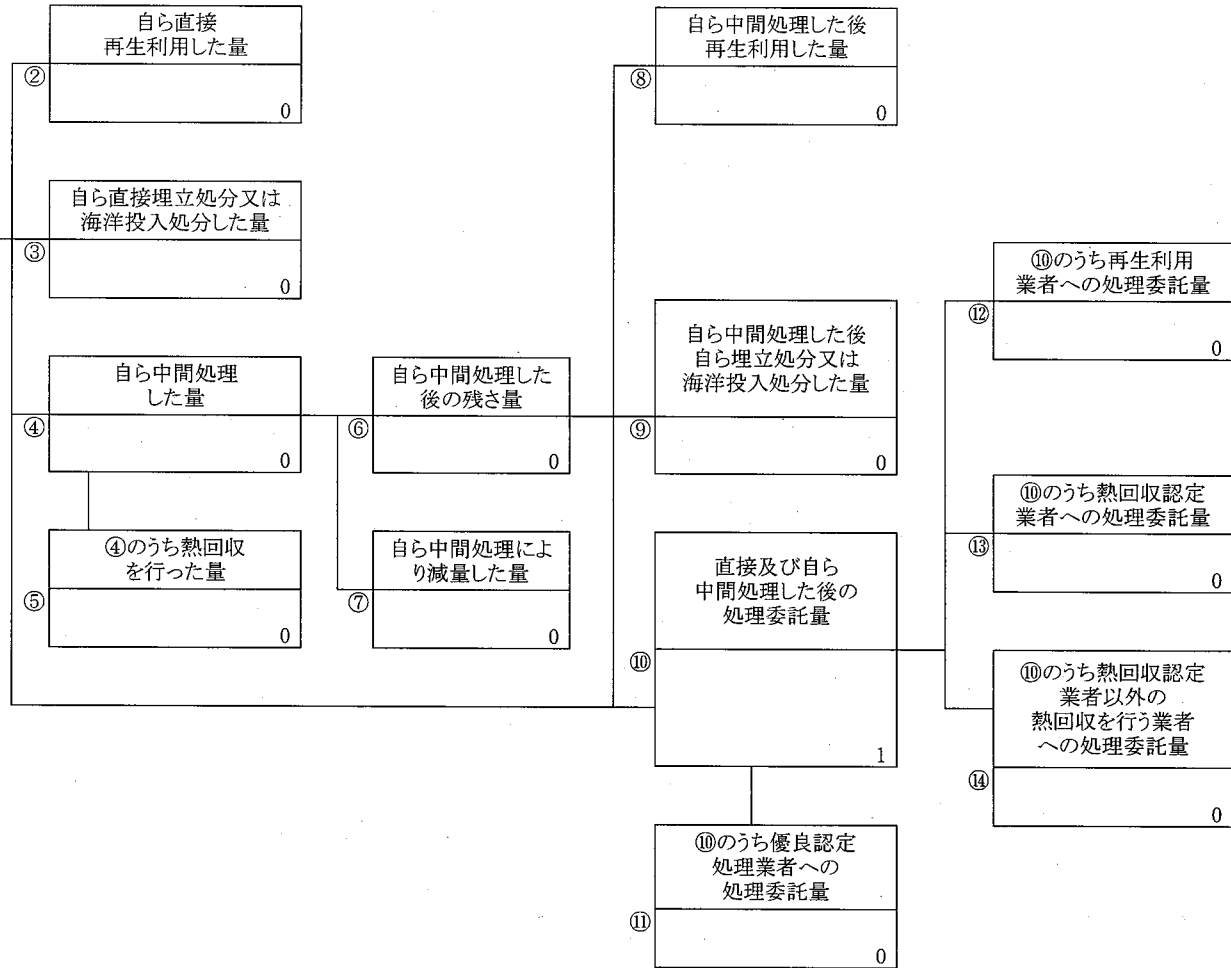 自ら直接
再生利用した量
②
0
自ら直接埋立処分又は
海洋投入処分した量
③
0
自ら中間処理
した量
④
0
④のうち熱回収
を行った量
⑤
0
自ら中間処理した
後の残さ量
⑥
0
自ら中間処理によ
り減量した量
⑦
0
自ら中間処理した後
再生利用した量
⑧
0
自ら中間処理した後
自ら埋立処分又は
海洋投入処分した量
⑨
0
直接及び自ら
中間処理した後の
処理委託量
⑩
1
⑩のうち優良認定
処理業者への
処理委託量
⑪
0
⑩のうち再生利用
業者への処理委託量
⑫
0
⑩のうち熱回収認定
業者への処理委託量
⑬
0
⑩のうち熱回収認定
業者以外の
熱回収を行う業者
への処理委託量
⑭
0